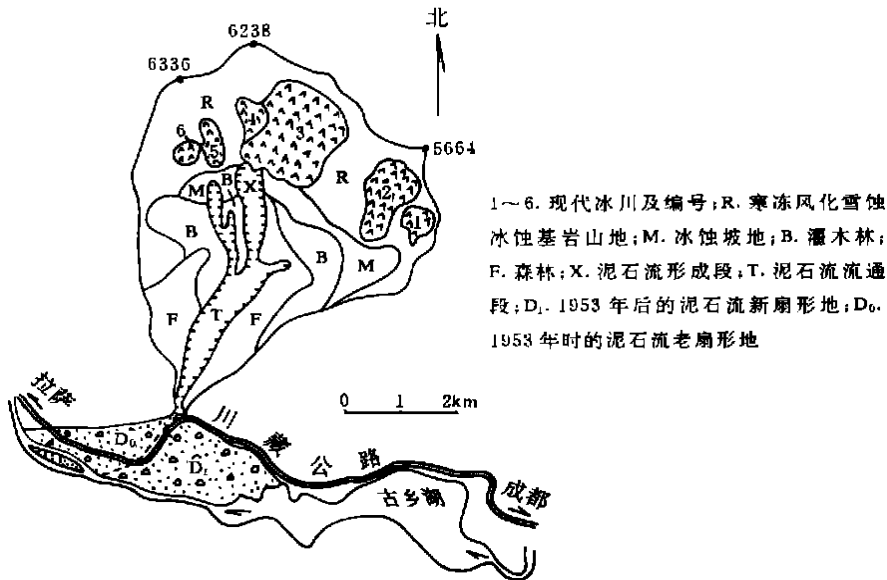 北
6238
6336
R
4
3
5664
6
5
R
B
M
X
2
1
B
B
M
F
T
F
拉萨
0 1 2km
川藏公路
D₀
D₁
古乡湖
成都
1～6. 现代冰川及编号；R. 寒冻风化雪蚀
冰蚀基岩山地；M. 冰蚀坡地；B. 灌木林；
F. 森林；X. 泥石流形成段；T. 泥石流流通
段；D₁. 1953 年后的泥石流新扇形地；D₀.
1953 年时的泥石流老扇形地